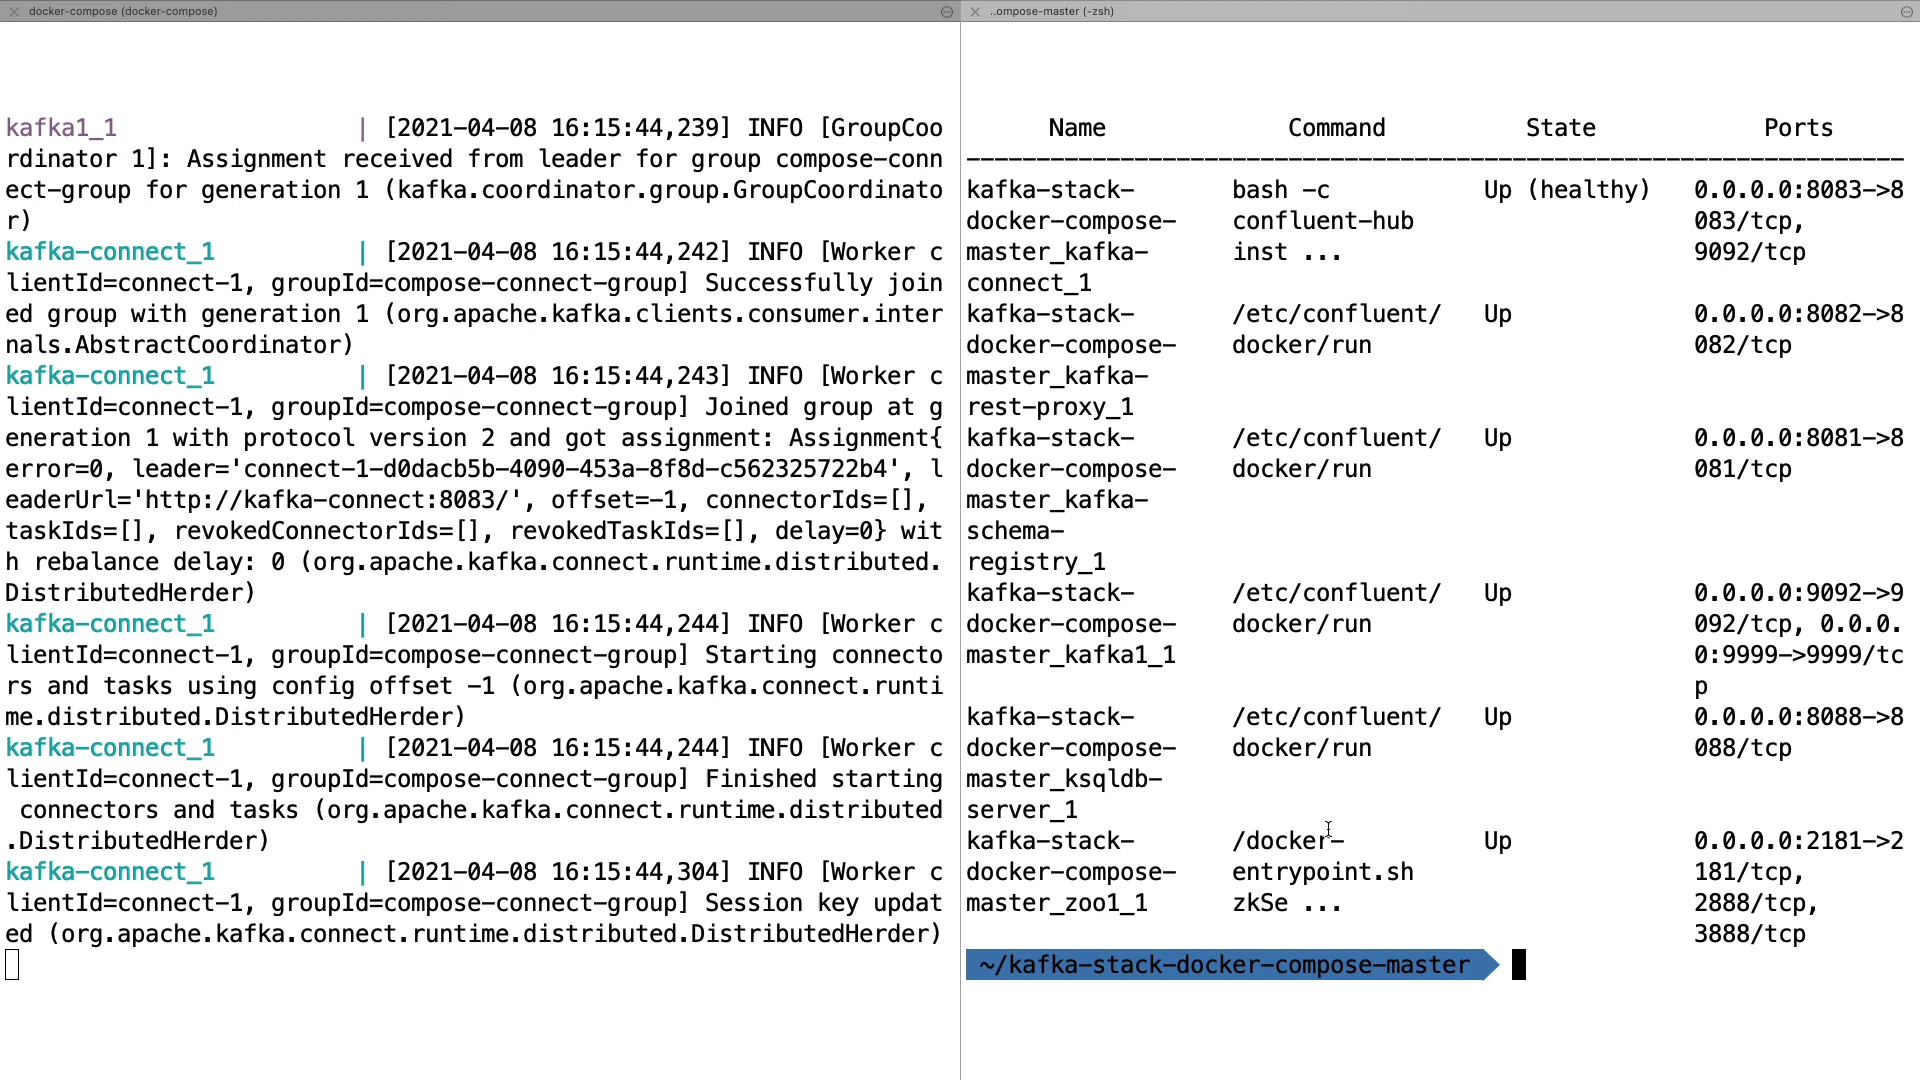 docker-compose (docker-compose)
kafka1_1 | [2021-04-08 16:15:44,239] INFO [GroupCoo
rdinator 1]: Assignment received from leader for group compose-conn
ect-group for generation 1 (kafka.coordinator.group.GroupCoordinato
r)
kafka-connect_1 | [2021-04-08 16:15:44,242] INFO [Worker c
lientId=connect-1, groupId=compose-connect-group] Successfully join
ed group with generation 1 (org.apache.kafka.clients.consumer.inter
nals.AbstractCoordinator)
kafka-connect_1 | [2021-04-08 16:15:44,243] INFO [Worker c
lientId=connect-1, groupId=compose-connect-group] Joined group at g
eneration 1 with protocol version 2 and got assignment: Assignment{
error=0, leader='connect-1-d0dacb5b-4090-453a-8f8d-c562325722b4', l
eaderUrl='http://kafka-connect:8083/', offset=-1, connectorIds=[],
taskIds=[], revokedConnectorIds=[], revokedTaskIds=[], delay=0} wit
h rebalance delay: 0 (org.apache.kafka.connect.runtime.distributed.
DistributedHerder)
kafka-connect_1 | [2021-04-08 16:15:44,244] INFO [Worker c
lientId=connect-1, groupId=compose-connect-group] Starting connecto
rs and tasks using config offset -1 (org.apache.kafka.connect.runti
me.distributed.DistributedHerder)
kafka-connect_1 | [2021-04-08 16:15:44,244] INFO [Worker c
lientId=connect-1, groupId=compose-connect-group] Finished starting
 connectors and tasks (org.apache.kafka.connect.runtime.distributed
.DistributedHerder)
kafka-connect_1 | [2021-04-08 16:15:44,304] INFO [Worker c
lientId=connect-1, groupId=compose-connect-group] Session key updat
ed (org.apache.kafka.connect.runtime.distributed.DistributedHerder)
..ompose-master (-zsh)
Name Command State Ports
--------------------------------------------------------------------
kafka-stack- bash -c Up (healthy) 0.0.0.0:8083->8
docker-compose- confluent-hub 083/tcp,
master_kafka- inst ... 9092/tcp
connect_1
kafka-stack- /etc/confluent/ Up 0.0.0.0:8082->8
docker-compose- docker/run 082/tcp
master_kafka-
rest-proxy_1
kafka-stack- /etc/confluent/ Up 0.0.0.0:8081->8
docker-compose- docker/run 081/tcp
master_kafka-
schema-
registry_1
kafka-stack- /etc/confluent/ Up 0.0.0.0:9092->9
docker-compose- docker/run 092/tcp, 0.0.0.
master_kafka1_1 0:9999->9999/tc
p
kafka-stack- /etc/confluent/ Up 0.0.0.0:8088->8
docker-compose- docker/run 088/tcp
master_ksqldb-
server_1
kafka-stack- /docker- Up 0.0.0.0:2181->2
docker-compose- entrypoint.sh 181/tcp,
master_zoo1_1 zkSe ... 2888/tcp,
3888/tcp
~/kafka-stack-docker-compose-master